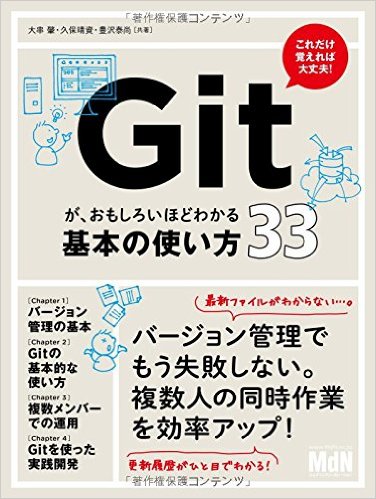 「著作権保護コンテンツ」
大串 肇・久保靖資・豊沢泰尚[共著]
これだけ
覚えれば
大丈夫!
Git
が、おもしろいほどわかる
基本の使い方33
[Chapter 1]
バージョン
管理の基本
[Chapter 2]
Gitの
基本的な
使い方
[Chapter 3]
複数メンバー
での運用
[Chapter 4]
Gitを使った
実践開発
最新ファイルがわからない…。
バージョン管理で
もう失敗しない。
複数人の同時作業
を効率アップ!
更新履歴がひと目でわかる!
MdN
「著作権保護コンテンツ」